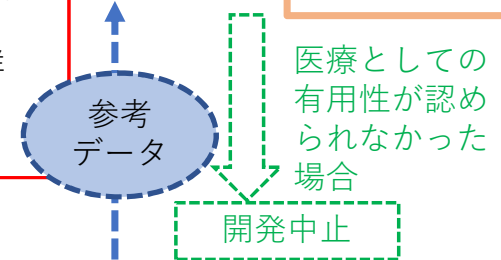 参考
データ
医療としての
有用性が認め
られなかった
場合
開発中止